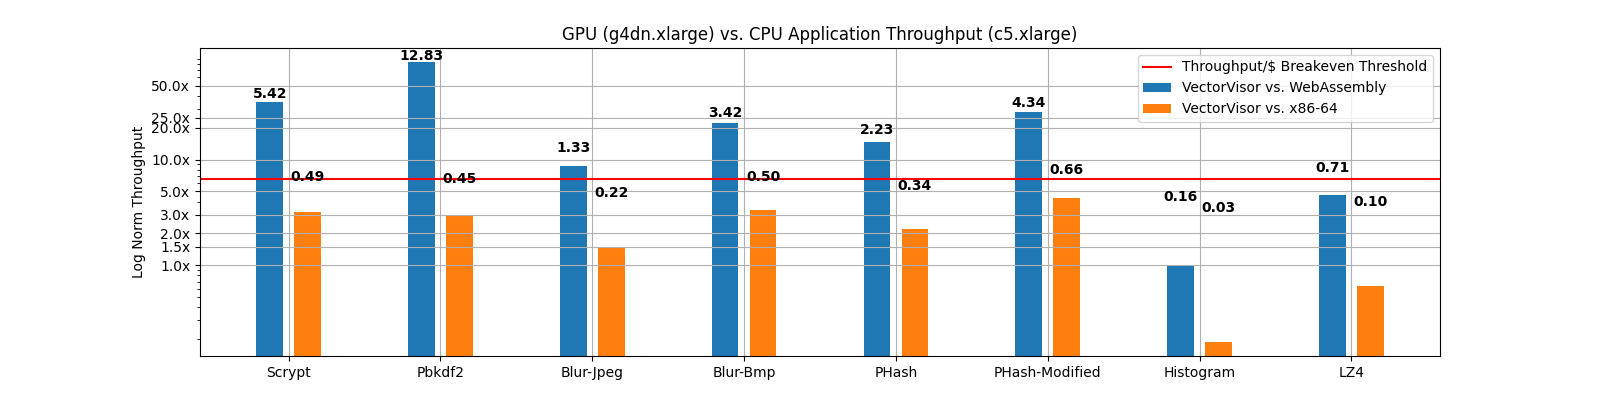 GPU (g4dn.xlarge) vs. CPU Application Throughput (c5.xlarge)
Log Norm Throughput
50.0x
25.0x
20.0x
10.0x
5.0x
3.0x
2.0x
1.5x
1.0x
Throughput/$ Breakeven Threshold
VectorVisor vs. WebAssembly
VectorVisor vs. x86-64
5.42
0.49
12.83
0.45
1.33
0.22
3.42
0.50
2.23
0.34
4.34
0.66
0.16
0.03
0.71
0.10
Scrypt
Pbkdf2
Blur-Jpeg
Blur-Bmp
PHash
PHash-Modified
Histogram
LZ4